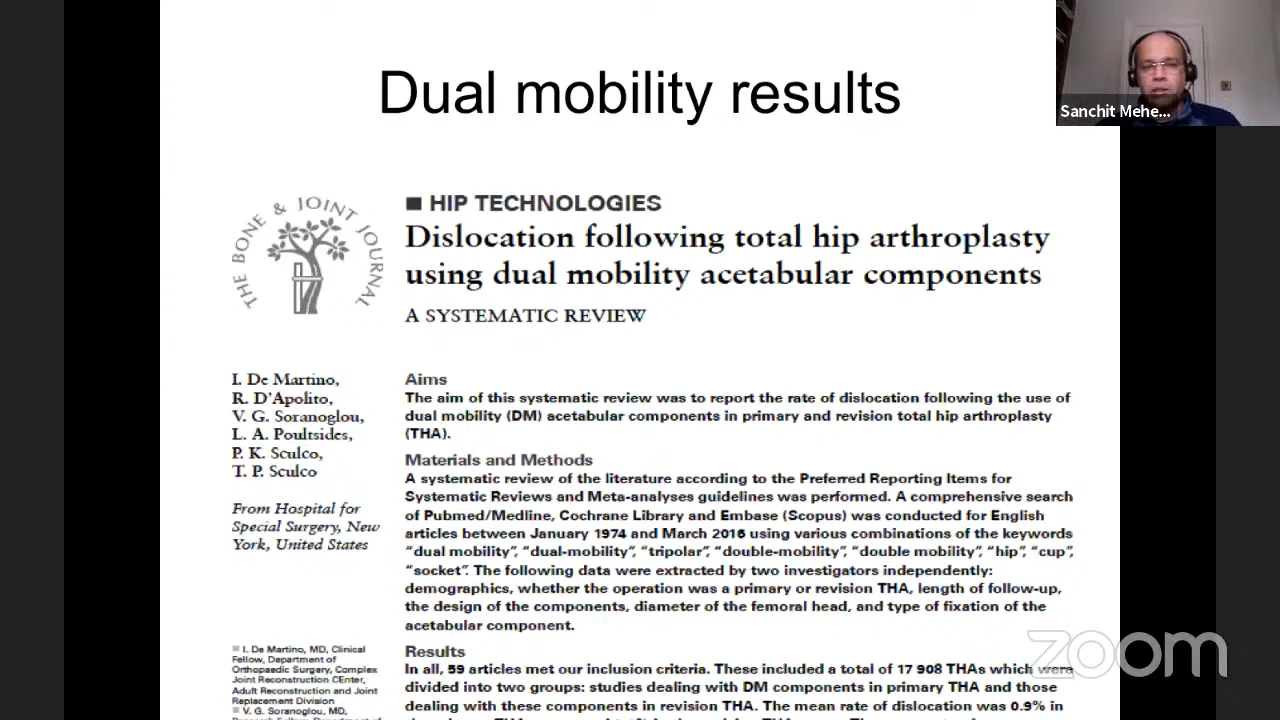 Dual mobility results
Sanchit Mehe...
THE BONE & JOINT JOURNAL
■ HIP TECHNOLOGIES
Dislocation following total hip arthroplasty
using dual mobility acetabular components
A SYSTEMATIC REVIEW
I. De Martino,
R. D'Apolito,
V. G. Soranoglou,
L. A. Poultsides,
P. K. Sculco,
T. P. Sculco
From Hospital for
Special Surgery, New
York, United States
■ I. De Martino, MD, Clinical
Fellow, Department of
Orthopaedic Surgery, Complex
Joint Reconstruction CEnter,
Adult Reconstruction and Joint
Replacement Division
■ V. G. Soranoglou, MD,
Aims
The aim of this systematic review was to report the rate of dislocation following the use of
dual mobility (DM) acetabular components in primary and revision total hip arthroplasty
(THA).
Materials and Methods
A systematic review of the literature according to the Preferred Reporting Items for
Systematic Reviews and Meta-analyses guidelines was performed. A comprehensive search
of Pubmed/Medline, Cochrane Library and Embase (Scopus) was conducted for English
articles between January 1974 and March 2016 using various combinations of the keywords
“dual mobility”, “dual-mobility”, “tripolar”, “double-mobility”, “double mobility”, “hip”, “cup”,
“socket”. The following data were extracted by two investigators independently:
demographics, whether the operation was a primary or revision THA, length of follow-up,
the design of the components, diameter of the femoral head, and type of fixation of the
acetabular component.
Results
In all, 59 articles met our inclusion criteria. These included a total of 17 908 THAs which were
divided into two groups: studies dealing with DM components in primary THA and those
dealing with these components in revision THA. The mean rate of dislocation was 0.9% in
zoom